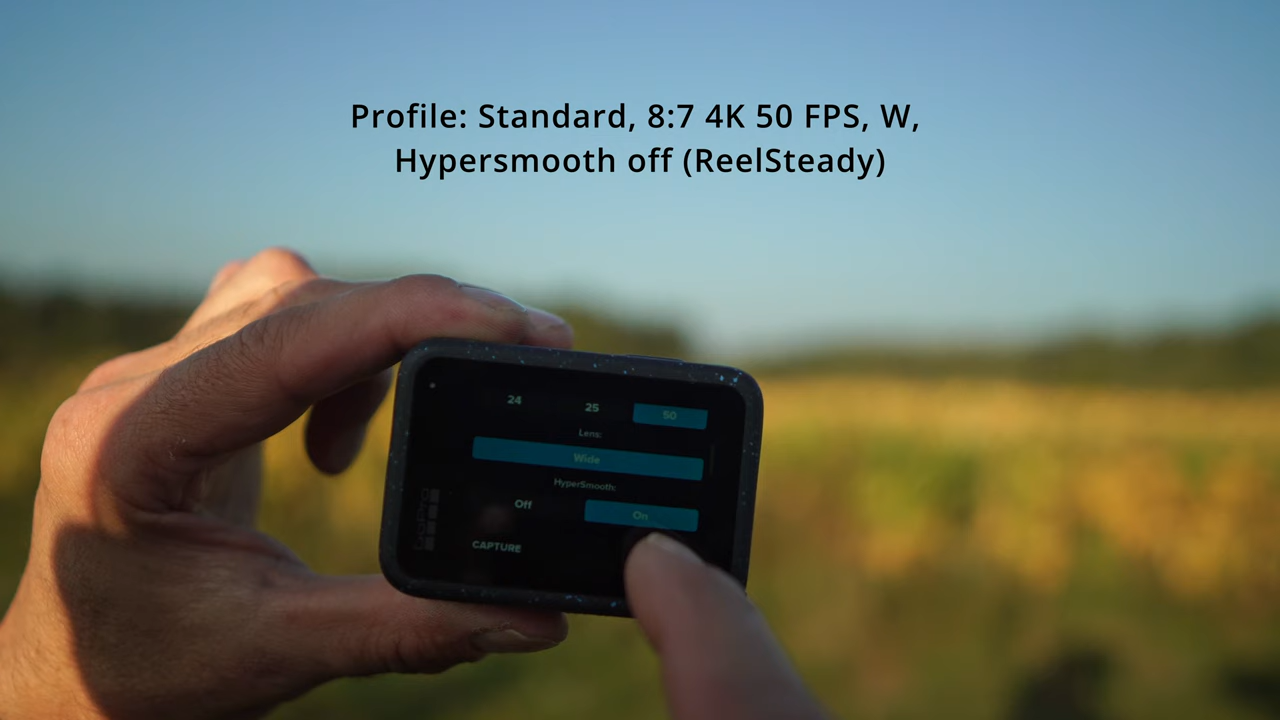 Profile: Standard, 8:7 4K 50 FPS, W,
Hypersmooth off (ReelSteady)
24 25 50
Lens:
Wide
HyperSmooth:
Off On
CAPTURE
GoPro